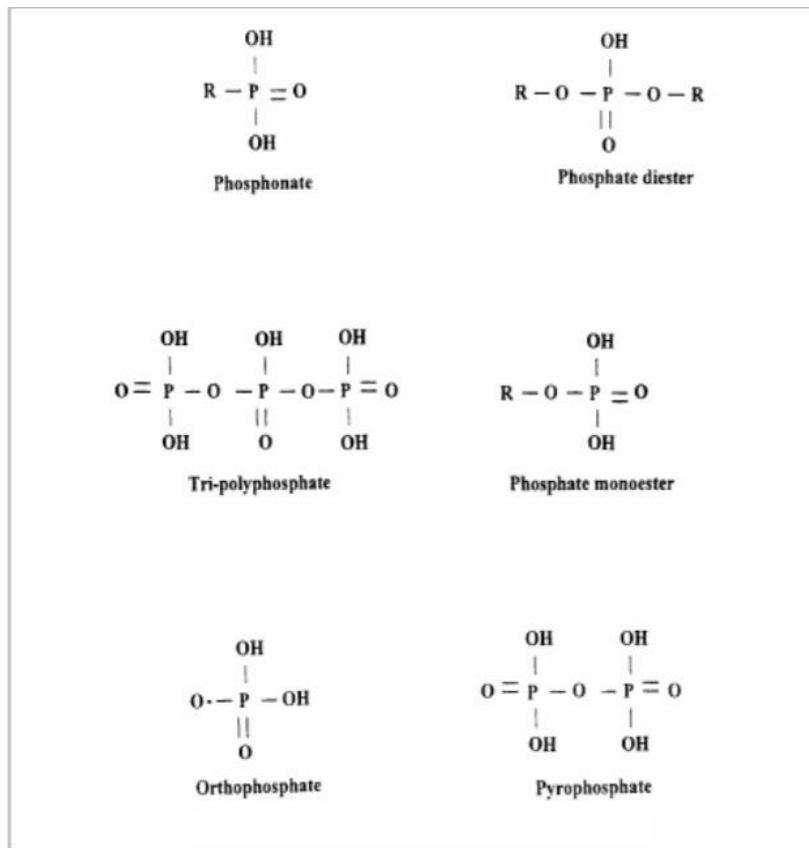 OH OH
R – P = O R – O – P – O – R
OH O
Phosphonate Phosphate diester
OH OH OH OH
O = P – O – P – O – P = O R – O – P = O
OH O OH OH
Tri-polyphosphate Phosphate monoester
OH OH OH
O·– P – OH O = P – O – P = O
O OH OH
Orthophosphate Pyrophosphate